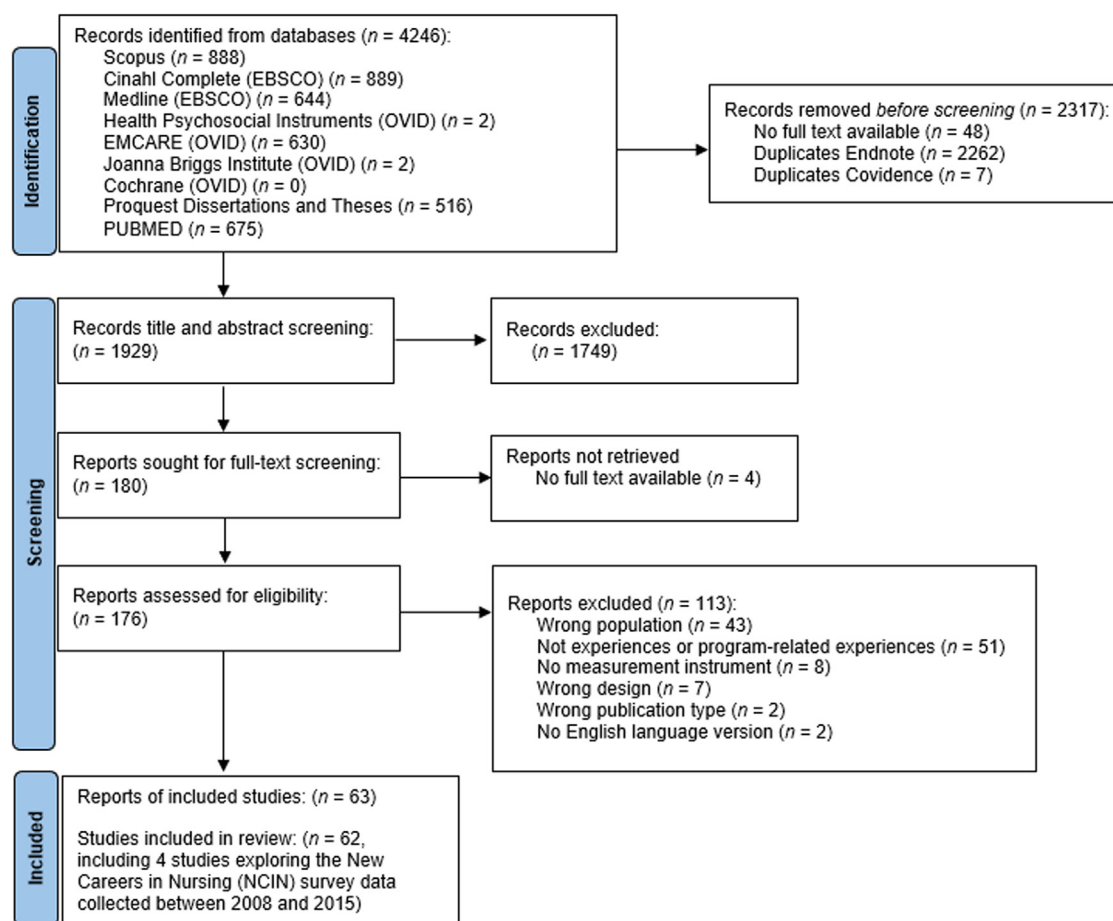 Identification
Records identified from databases (n = 4246):
Scopus (n = 888)
Cinahl Complete (EBSCO) (n = 889)
Medline (EBSCO) (n = 644)
Health Psychosocial Instruments (OVID) (n = 2)
EMCARE (OVID) (n = 630)
Joanna Briggs Institute (OVID) (n = 2)
Cochrane (OVID) (n = 0)
Proquest Dissertations and Theses (n = 516)
PUBMED (n = 675)
Records removed before screening (n = 2317):
No full text available (n = 48)
Duplicates Endnote (n = 2262)
Duplicates Covidence (n = 7)
Screening
Records title and abstract screening:
(n = 1929)
Records excluded:
(n = 1749)
Reports sought for full-text screening:
(n = 180)
Reports not retrieved
No full text available (n = 4)
Reports assessed for eligibility:
(n = 176)
Reports excluded (n = 113):
Wrong population (n = 43)
Not experiences or program-related experiences (n = 51)
No measurement instrument (n = 8)
Wrong design (n = 7)
Wrong publication type (n = 2)
No English language version (n = 2)
Included
Reports of included studies: (n = 63)
Studies included in review: (n = 62,
including 4 studies exploring the New
Careers in Nursing (NCIN) survey data
collected between 2008 and 2015)